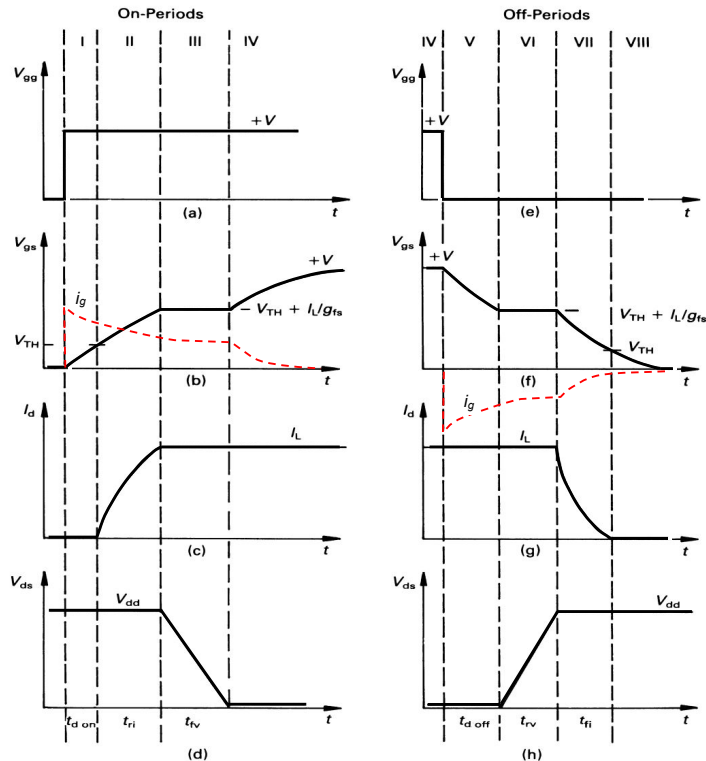 On-Periods Off-Periods
I II III IV IV V VI VII VIII
Vgg Vgg
+V +V
(a) t (e) t
Vgs Vgs
+V +V
ig
VTH + IL/gfs VTH + IL/gfs
VTH VTH
(b) t (f) t
ig
Id Id
IL IL
(c) t (g) t
Vds Vds
Vdd Vdd
td on tri tfv t td off trv tfi t
(d) (h)